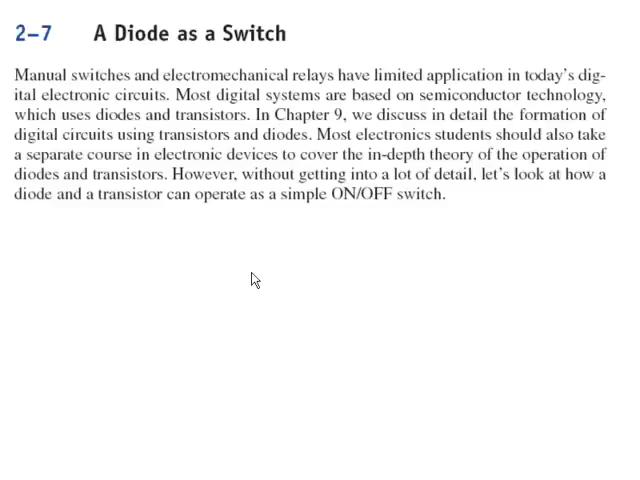 2–7 A Diode as a Switch
Manual switches and electromechanical relays have limited application in today's dig-
ital electronic circuits. Most digital systems are based on semiconductor technology,
which uses diodes and transistors. In Chapter 9, we discuss in detail the formation of
digital circuits using transistors and diodes. Most electronics students should also take
a separate course in electronic devices to cover the in-depth theory of the operation of
diodes and transistors. However, without getting into a lot of detail, let's look at how a
diode and a transistor can operate as a simple ON/OFF switch.